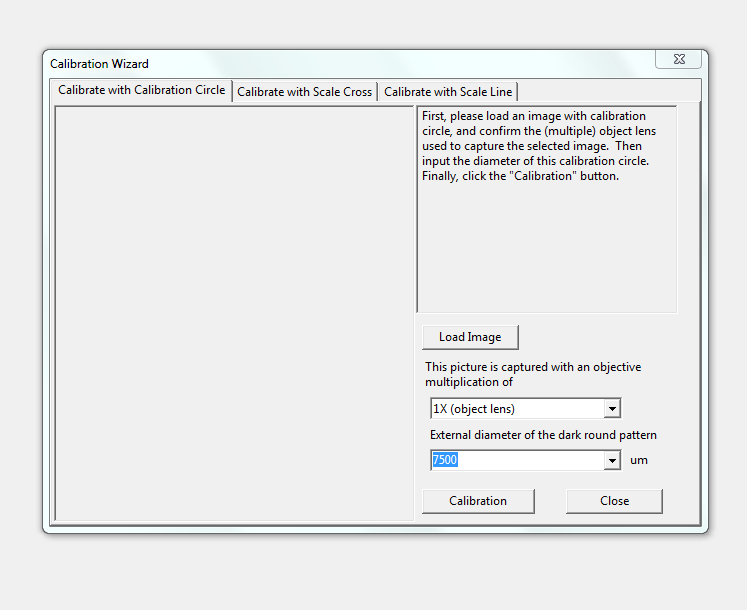 Calibration Wizard
Calibrate with Calibration Circle
Calibrate with Scale Cross
Calibrate with Scale Line
First, please load an image with calibration
circle, and confirm the (multiple) object lens
used to capture the selected image.  Then
input the diameter of this calibration circle.
Finally, click the "Calibration" button.
Load Image
This picture is captured with an objective
multiplication of
1X (object lens)
External diameter of the dark round pattern
7500 um
Calibration
Close